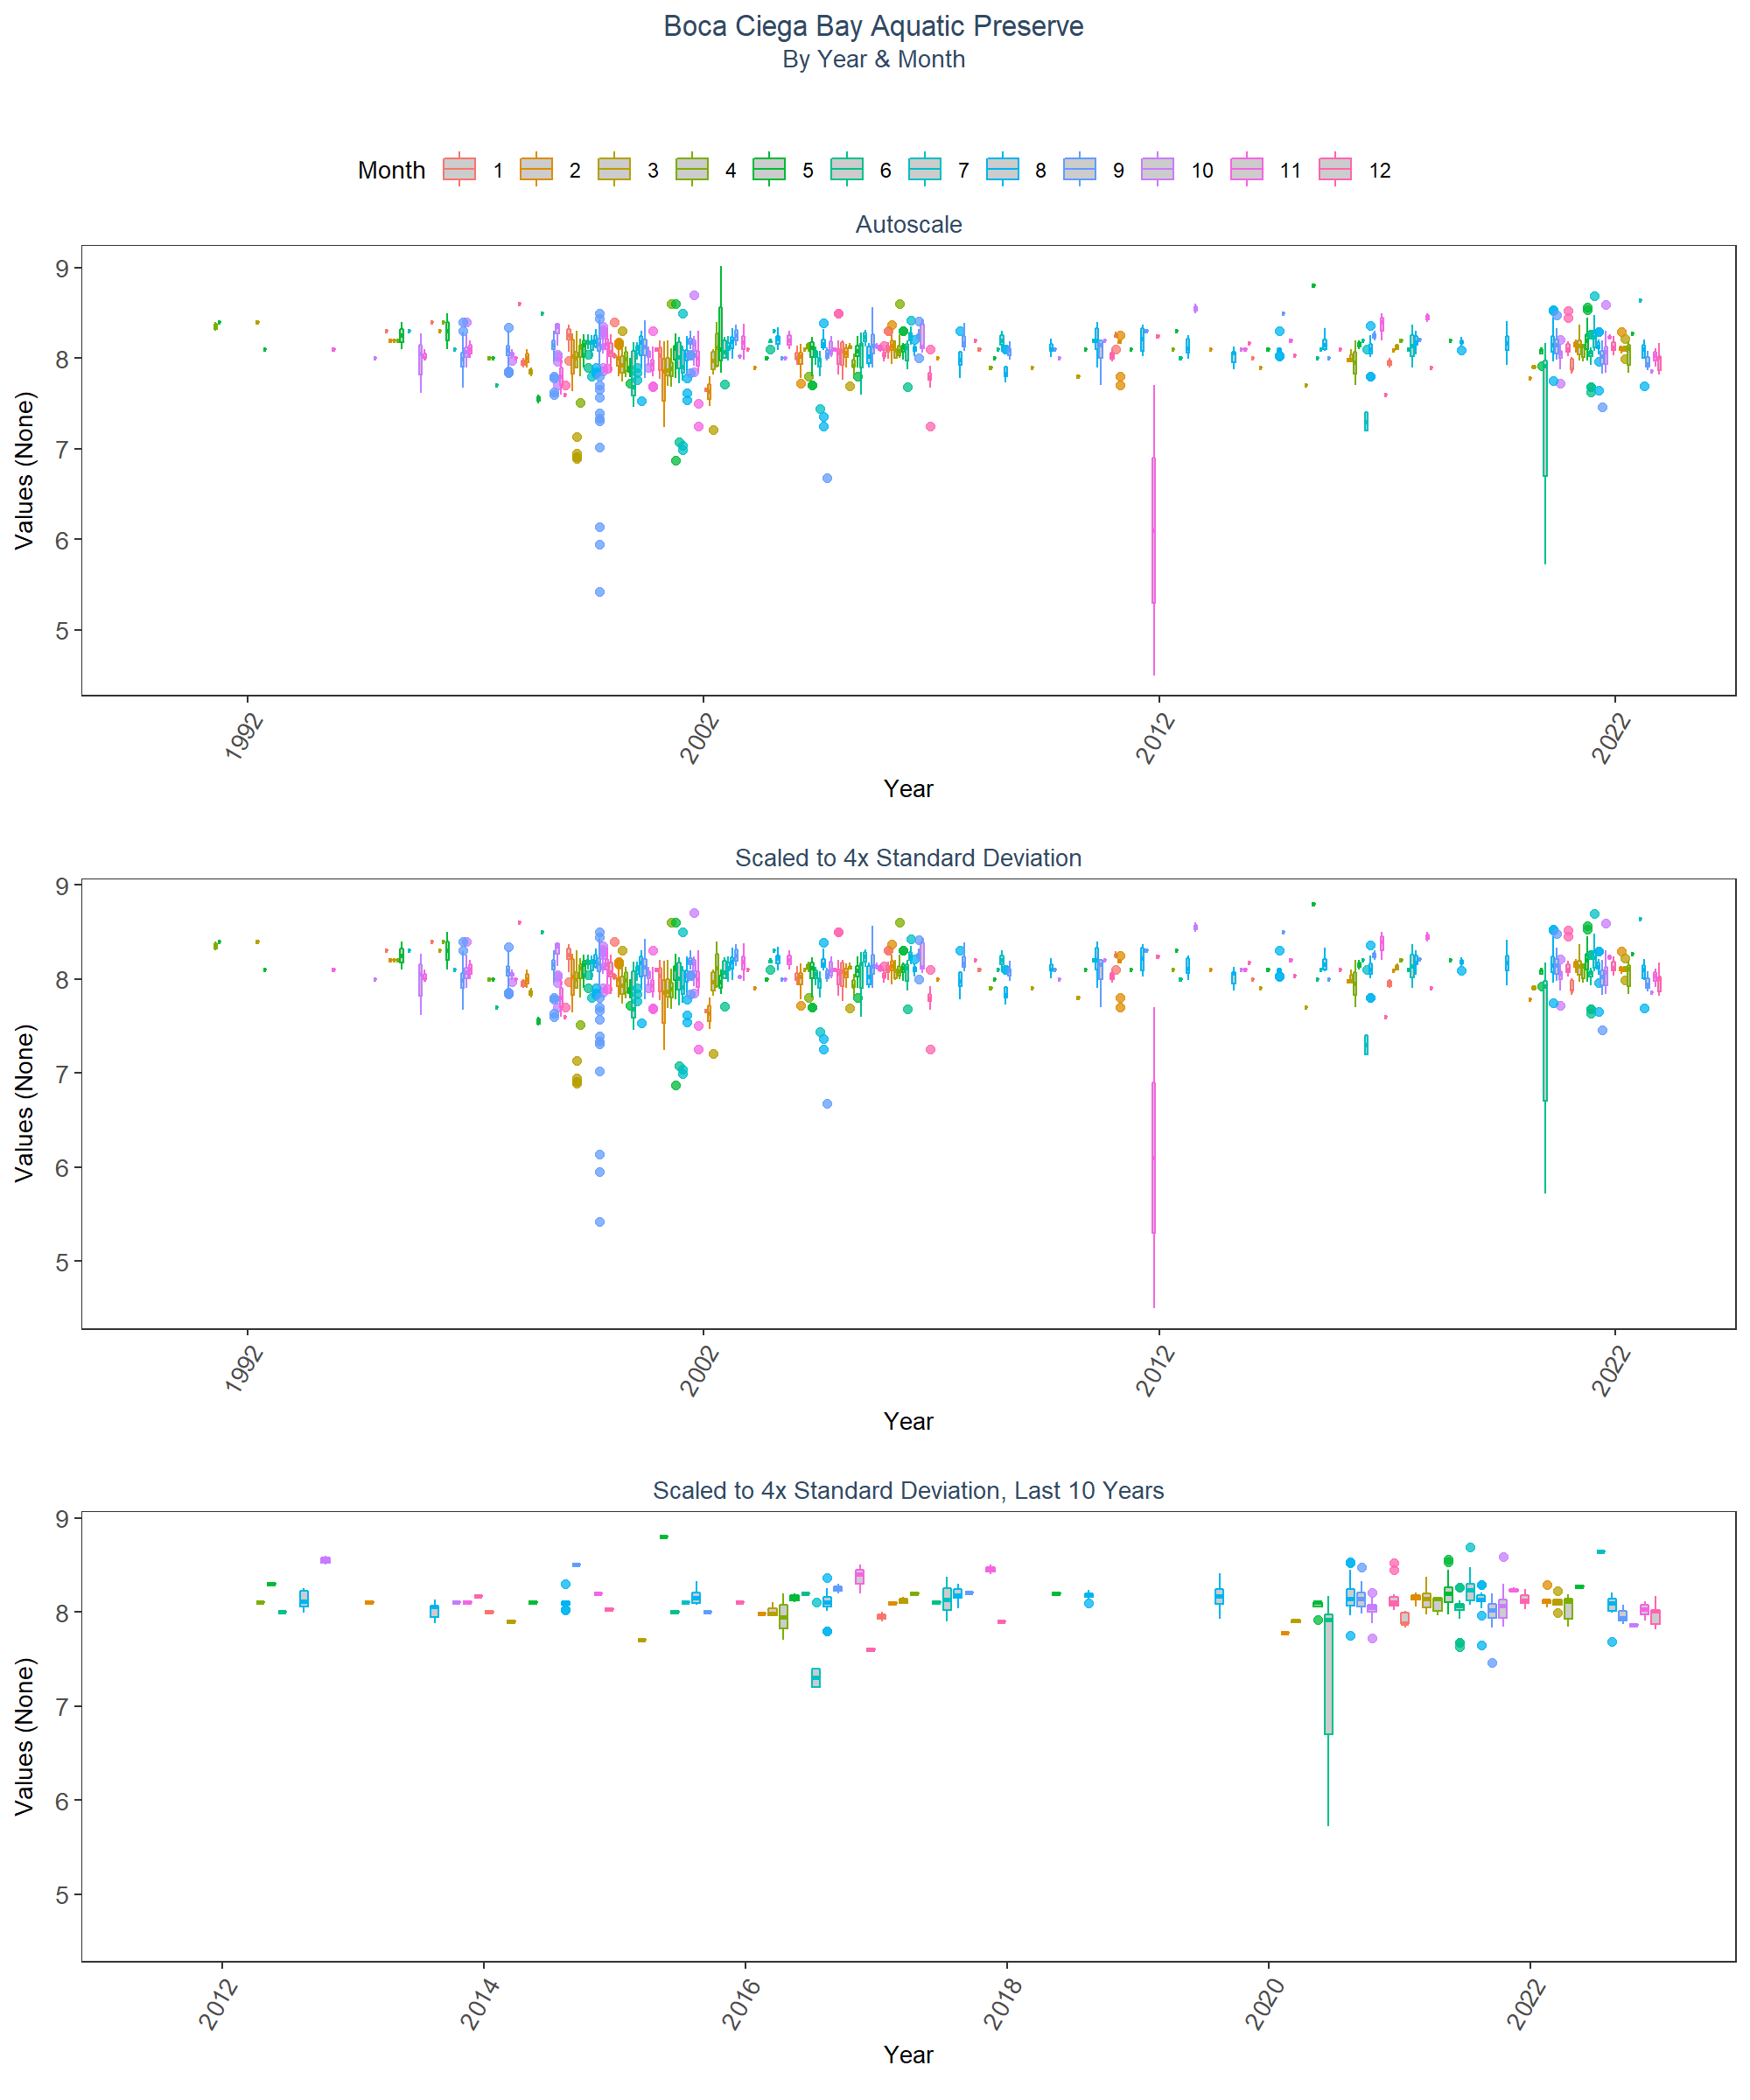 Boca Ciega Bay Aquatic Preserve
By Year & Month
Month 1 2 3 4 5 6 7 8 9 10 11 12
Autoscale
9
8
7
6
5
Values (None)
1992 2002 2012 2022
Year
Scaled to 4x Standard Deviation
9
8
7
6
5
Values (None)
1992 2002 2012 2022
Year
Scaled to 4x Standard Deviation, Last 10 Years
9
8
7
6
5
Values (None)
2012 2014 2016 2018 2020 2022
Year